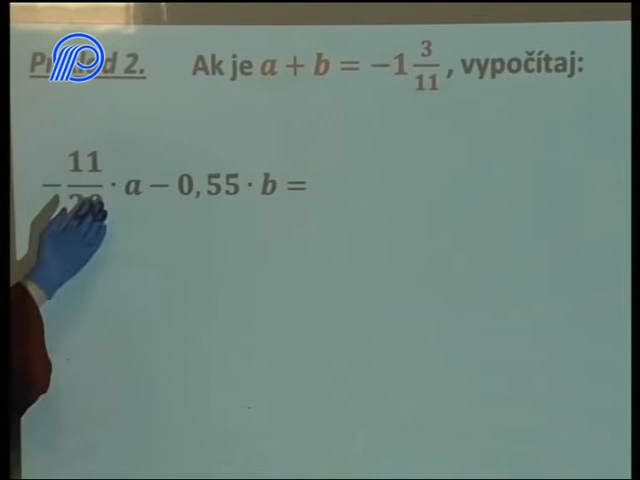 2. Ak je a + b = −1 3/11, vypočítaj:
− 11/20 · a − 0,55 · b =